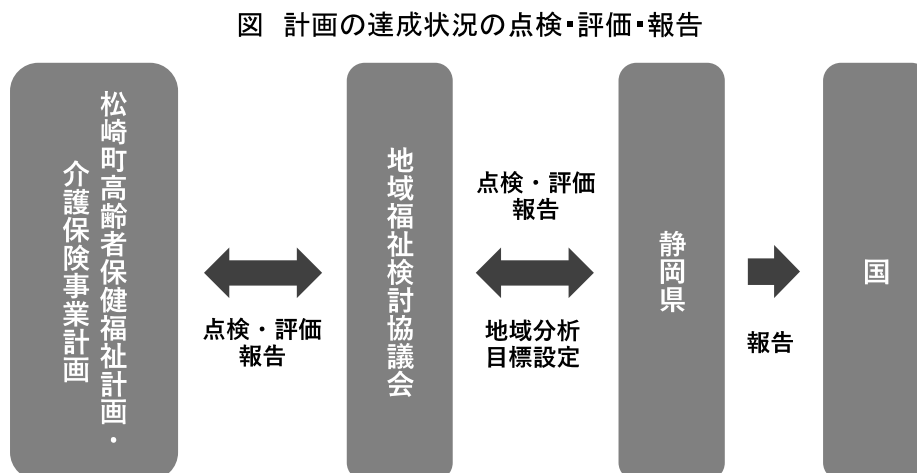 図 計画の達成状況の点検・評価・報告
松崎町高齢者保健福祉計画・
介護保険事業計画
点検・評価
報告
地域福祉検討協議会
点検・評価
報告
地域分析
目標設定
静岡県
報告
国